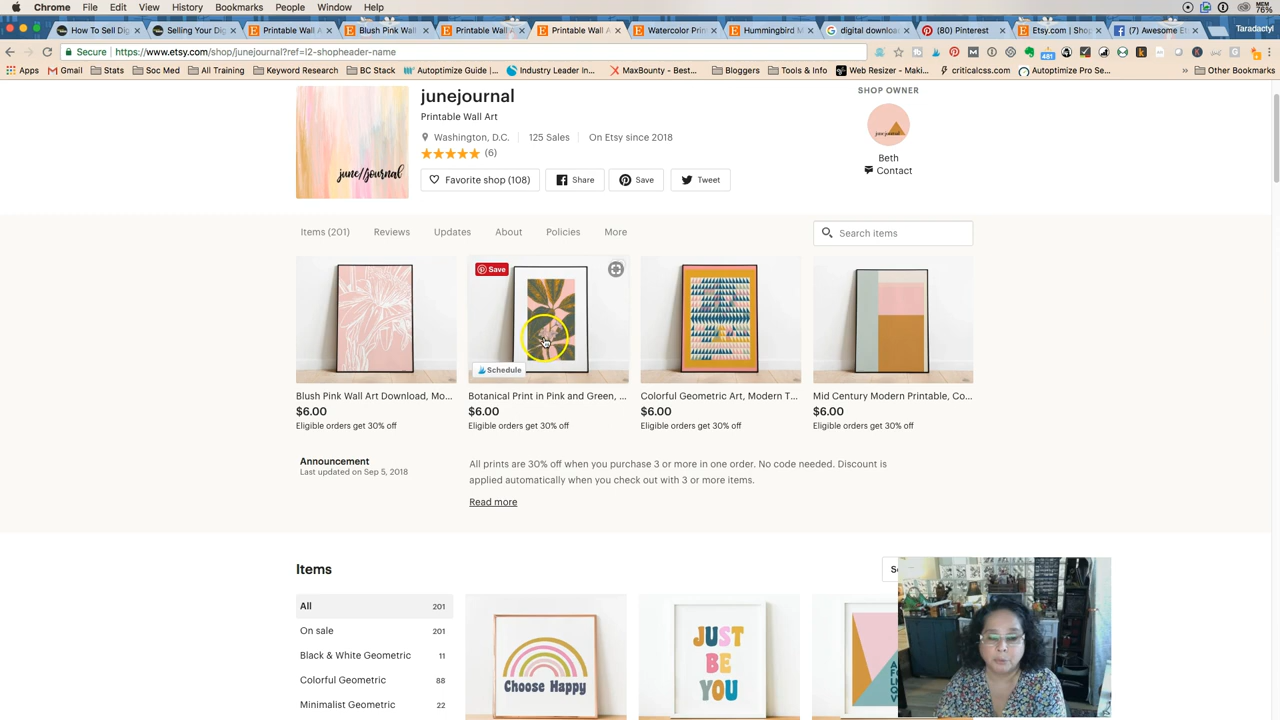 Chrome File Edit View History Bookmarks People Window Help
MEM 76%
How To Sell Dig Selling Your Dig Printable Wall A Blush Pink Wall Printable Wall Printable Wall A Watercolor Prin Hummingbird M digital downloa (80) Pinterest Etsy.com | Shop (7) Awesome E Taradactyl
Secure https://www.etsy.com/shop/junejournal?ref=l2-shopheader-name
481
Apps Gmail Stats Soc Med All Training Keyword Research BC Stack Autoptimize Guide |... Industry Leader In... MaxBounty - Best... Bloggers Tools & Info Web Resizer - Maki... criticalcss.com Autoptimize Pro Se... » Other Bookmarks
junejournal
SHOP OWNER
Printable Wall Art
Washington, D.C. 125 Sales On Etsy since 2018
(6)
june/journal
Beth
Favorite shop (108) Share Save Tweet
Contact
Items (201) Reviews Updates About Policies More Search items
Save
Schedule
Blush Pink Wall Art Download, Mo... Botanical Print in Pink and Green, ... Colorful Geometric Art, Modern T... Mid Century Modern Printable, Co...
$6.00 $6.00 $6.00 $6.00
Eligible orders get 30% off Eligible orders get 30% off Eligible orders get 30% off Eligible orders get 30% off
Announcement
Last updated on Sep 5, 2018
All prints are 30% off when you purchase 3 or more in one order. No code needed. Discount is
applied automatically when you check out with 3 or more items.
Read more
Items
All 201
On sale 201
Black & White Geometric 11
Colorful Geometric 88
Minimalist Geometric 22
Choose Happy
JUST
BE
YOU